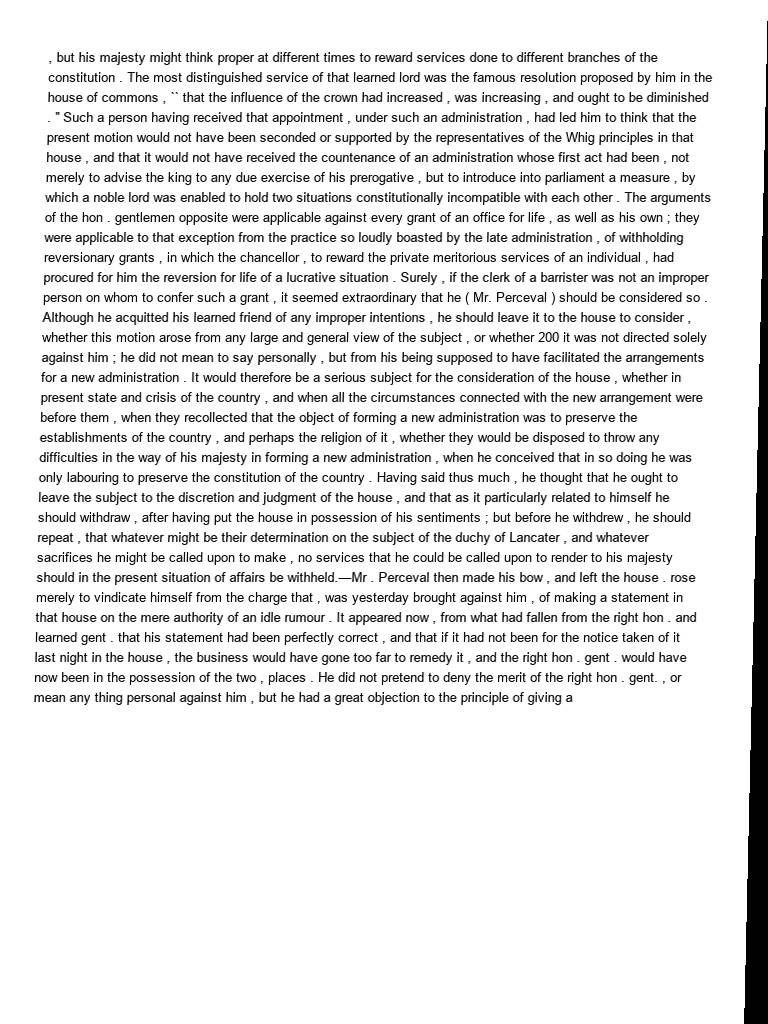 , but his majesty might think proper at different times to reward services done to different branches of the
constitution . The most distinguished service of that learned lord was the famous resolution proposed by him in the
house of commons , `` that the influence of the crown had increased , was increasing , and ought to be diminished
. " Such a person having received that appointment , under such an administration , had led him to think that the
present motion would not have been seconded or supported by the representatives of the Whig principles in that
house , and that it would not have received the countenance of an administration whose first act had been , not
merely to advise the king to any due exercise of his prerogative , but to introduce into parliament a measure , by
which a noble lord was enabled to hold two situations constitutionally incompatible with each other . The arguments
of the hon . gentlemen opposite were applicable against every grant of an office for life , as well as his own ; they
were applicable to that exception from the practice so loudly boasted by the late administration , of withholding
reversionary grants , in which the chancellor , to reward the private meritorious services of an individual , had
procured for him the reversion for life of a lucrative situation . Surely , if the clerk of a barrister was not an improper
person on whom to confer such a grant , it seemed extraordinary that he ( Mr. Perceval ) should be considered so .
Although he acquitted his learned friend of any improper intentions , he should leave it to the house to consider ,
whether this motion arose from any large and general view of the subject , or whether 200 it was not directed solely
against him ; he did not mean to say personally , but from his being supposed to have facilitated the arrangements
for a new administration . It would therefore be a serious subject for the consideration of the house , whether in
present state and crisis of the country , and when all the circumstances connected with the new arrangement were
before them , when they recollected that the object of forming a new administration was to preserve the
establishments of the country , and perhaps the religion of it , whether they would be disposed to throw any
difficulties in the way of his majesty in forming a new administration , when he conceived that in so doing he was
only labouring to preserve the constitution of the country . Having said thus much , he thought that he ought to
leave the subject to the discretion and judgment of the house , and that as it particularly related to himself he
should withdraw , after having put the house in possession of his sentiments ; but before he withdrew , he should
repeat , that whatever might be their determination on the subject of the duchy of Lancater , and whatever
sacrifices he might be called upon to make , no services that he could be called upon to render to his majesty
should in the present situation of affairs be withheld.—Mr . Perceval then made his bow , and left the house . rose
merely to vindicate himself from the charge that , was yesterday brought against him , of making a statement in
that house on the mere authority of an idle rumour . It appeared now , from what had fallen from the right hon . and
learned gent . that his statement had been perfectly correct , and that if it had not been for the notice taken of it
last night in the house , the business would have gone too far to remedy it , and the right hon . gent . would have
now been in the possession of the two , places . He did not pretend to deny the merit of the right hon . gent. , or
mean any thing personal against him , but he had a great objection to the principle of giving a